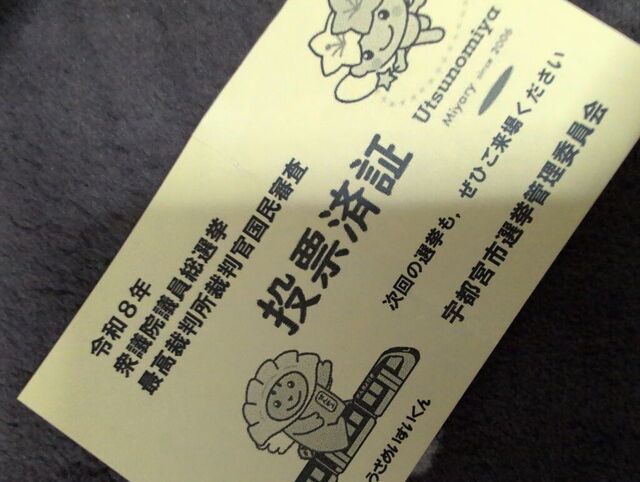 Utsunomiya
Miyary since 2006
令和8年
衆議院議員総選挙
最高裁判所裁判官国民審査
投票済証
次回の選挙も，ぜひご来場ください
宇都宮市選挙管理委員会
うざめいすいくん